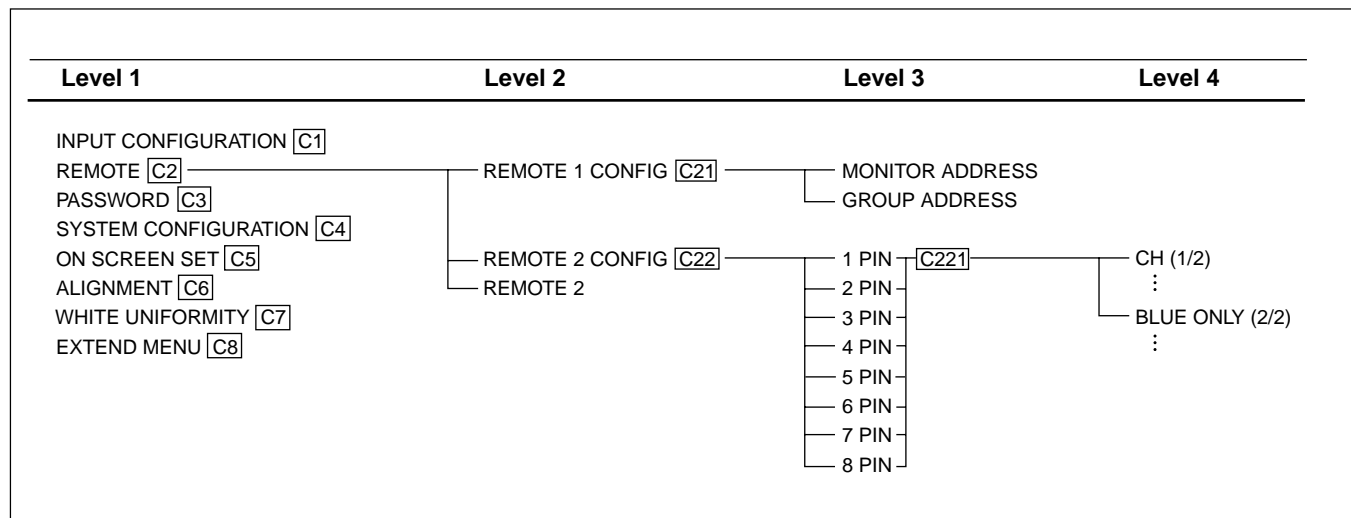 Level 1 Level 2 Level 3 Level 4
INPUT CONFIGURATION C1
REMOTE C2 REMOTE 1 CONFIG C21 MONITOR ADDRESS
PASSWORD C3 GROUP ADDRESS
SYSTEM CONFIGURATION C4
ON SCREEN SET C5 REMOTE 2 CONFIG C22 1 PIN C221 CH (1/2)
ALIGNMENT C6 REMOTE 2 2 PIN ⋮
WHITE UNIFORMITY C7 3 PIN BLUE ONLY (2/2)
EXTEND MENU C8 4 PIN ⋮
5 PIN
6 PIN
7 PIN
8 PIN